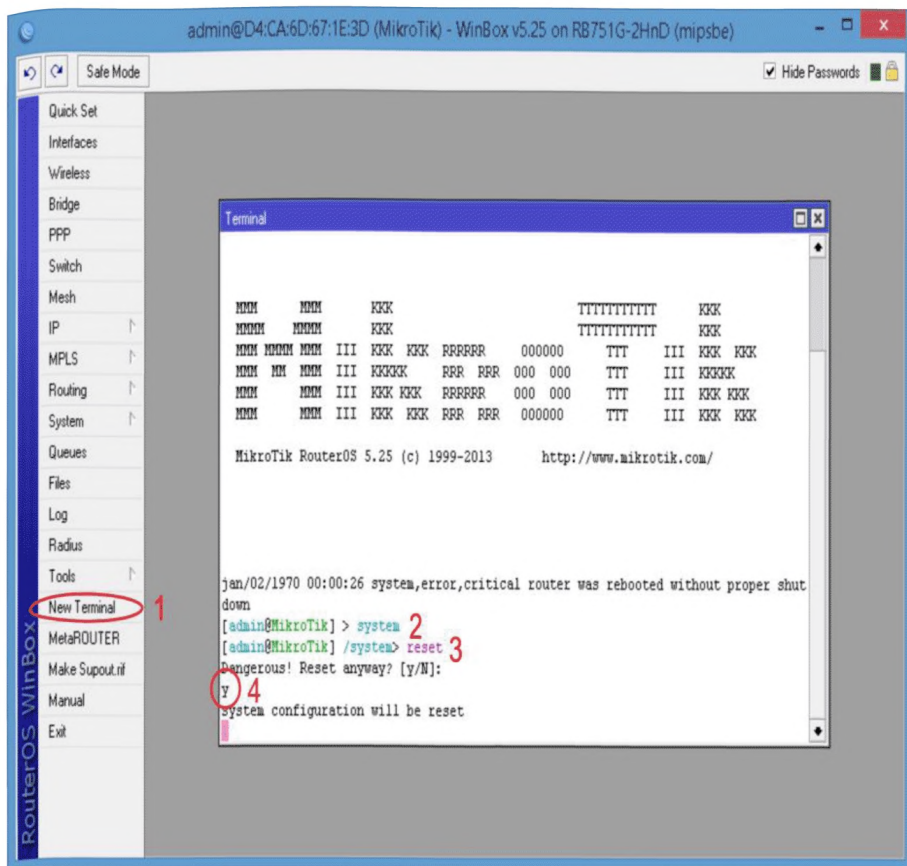 admin@D4:CA:6D:67:1E:3D (MikroTik) - WinBox v5.25 on RB751G-2HnD (mipsbe)
Safe Mode
Hide Passwords
Quick Set
Interfaces
Wireless
Bridge
PPP
Switch
Mesh
IP
MPLS
Routing
System
Queues
Files
Log
Radius
Tools
New Terminal 1
MetaROUTER
Make Supout.rif
Manual
Exit
RouterOS WinBox
Terminal
MMM MMM KKK TTTTTTTTTTT KKK
MMMM MMMM KKK TTTTTTTTTTT KKK
MMM MMMM MMM III KKK KKK RRRRRR 000000 TTT III KKK KKK
MMM MM MMM III KKKKK RRR RRR 000 000 TTT III KKKKK
MMM MMM III KKK KKK RRRRRR 000 000 TTT III KKK KKK
MMM MMM III KKK KKK RRR RRR 000000 TTT III KKK KKK
MikroTik RouterOS 5.25 (c) 1999-2013 http://www.mikrotik.com/
jan/02/1970 00:00:26 system,error,critical router was rebooted without proper shut
down
[admin@MikroTik] > system 2
[admin@MikroTik] /system> reset 3
Dangerous! Reset anyway? [y/N]:
y 4
system configuration will be reset